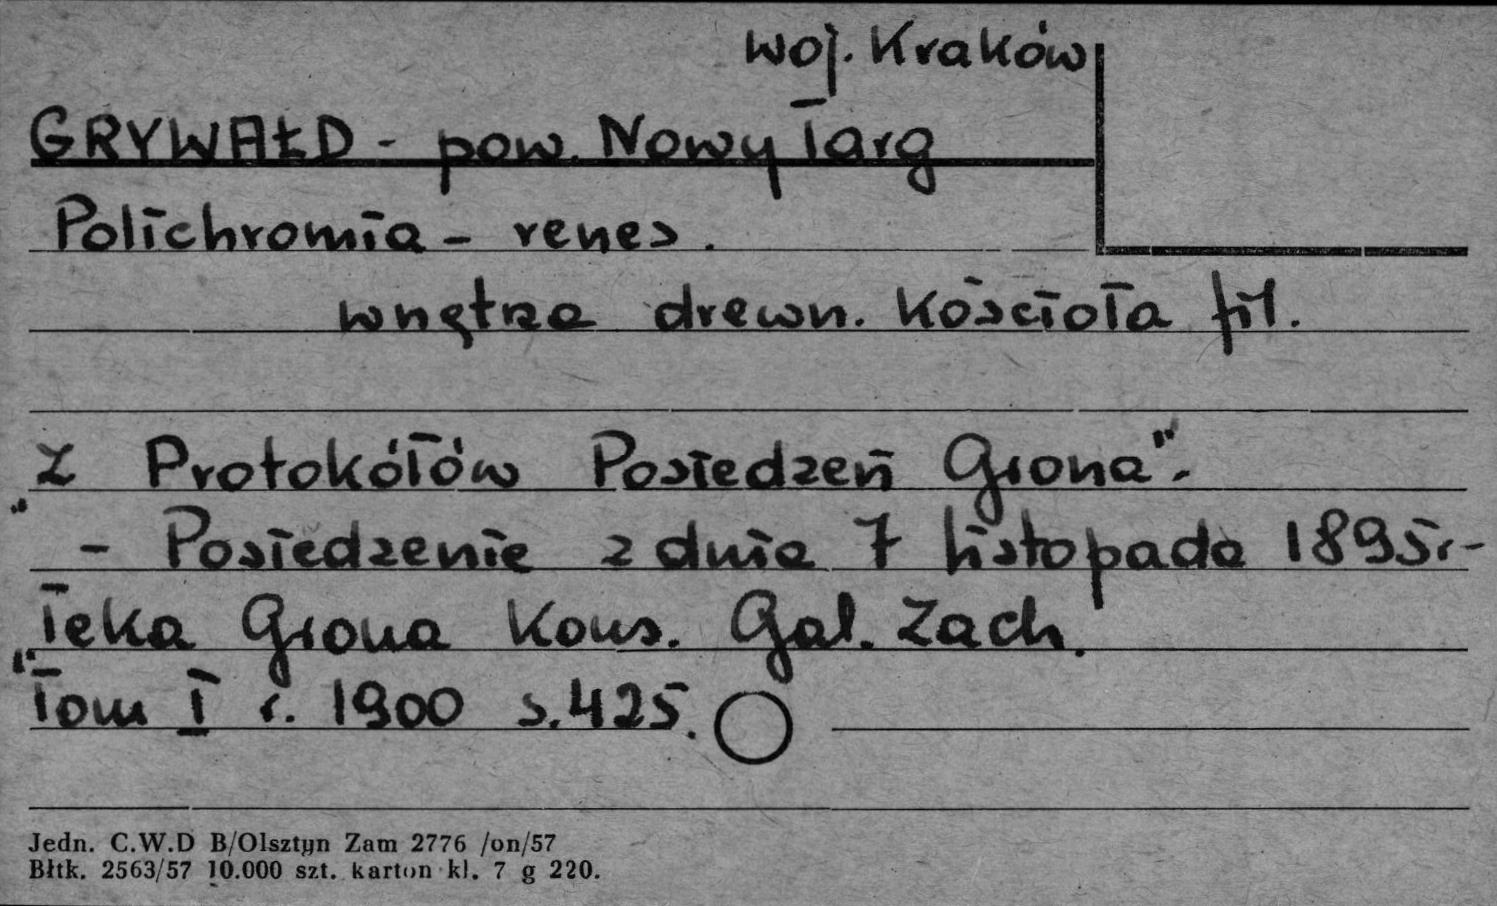 woj. Kraków
GRYWAŁD - pow. Nowy Targ
Polichromia - renes.
wnętrze drewn. Kościoła fil.
"Z Protokółów Posiedzeń Grona"-
- Posiedzenie z dnia 7 listopada 1895r-
"Teka Grona Kons. Gal. Zach.
Tom I r. 1900 s. 425.
Jedn. C.W.D B/Olsztyn Zam 2776 /on/57
Błtk. 2563/57 10.000 szt. karton kl. 7 g 220.